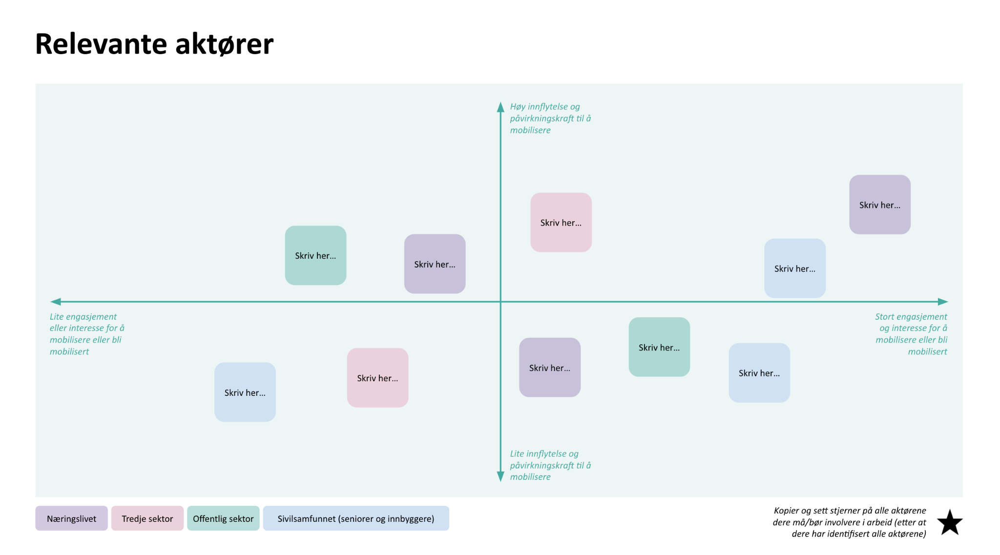 Relevante aktører
Høy innflytelse og
påvirkningskraft til å
mobilisere
Skriv her...
Skriv her...
Skriv her...
Skriv her...
Skriv her...
Lite engasjement
eller interesse for å
mobilisere eller bli
mobilisert
Stort engasjement
og interesse for å
mobilisere eller bli
mobilisert
Skriv her...
Skriv her...
Skriv her...
Skriv her...
Skriv her...
Lite innflytelse og
påvirkningskraft til å
mobilisere
Næringslivet
Tredje sektor
Offentlig sektor
Sivilsamfunnet (seniorer og innbyggere)
Kopier og sett stjerner på alle aktørene
dere må/bør involvere i arbeid (etter at
dere har identifisert alle aktørene)